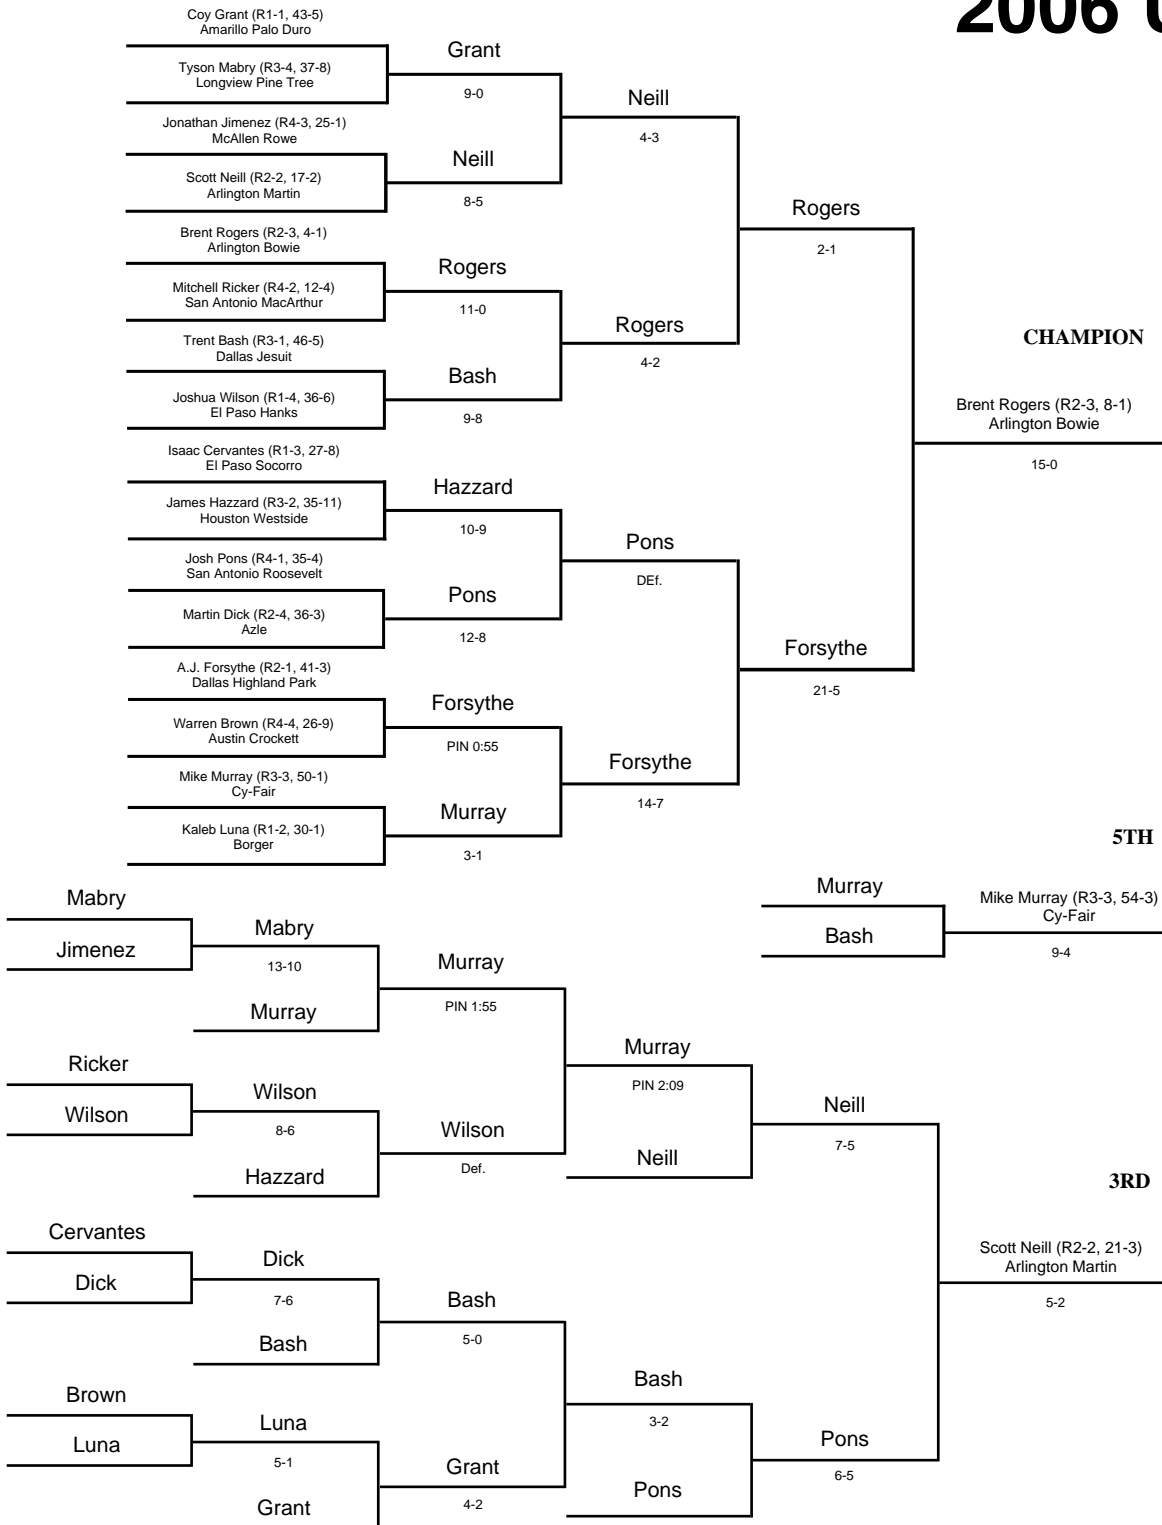 2006 U
Coy Grant (R1-1, 43-5)
Amarillo Palo Duro
Tyson Mabry (R3-4, 37-8)
Longview Pine Tree
Jonathan Jimenez (R4-3, 25-1)
McAllen Rowe
Scott Neill (R2-2, 17-2)
Arlington Martin
Brent Rogers (R2-3, 4-1)
Arlington Bowie
Mitchell Ricker (R4-2, 12-4)
San Antonio MacArthur
Trent Bash (R3-1, 46-5)
Dallas Jesuit
Joshua Wilson (R1-4, 36-6)
El Paso Hanks
Isaac Cervantes (R1-3, 27-8)
El Paso Socorro
James Hazzard (R3-2, 35-11)
Houston Westside
Josh Pons (R4-1, 35-4)
San Antonio Roosevelt
Martin Dick (R2-4, 36-3)
Azle
A.J. Forsythe (R2-1, 41-3)
Dallas Highland Park
Warren Brown (R4-4, 26-9)
Austin Crockett
Mike Murray (R3-3, 50-1)
Cy-Fair
Kaleb Luna (R1-2, 30-1)
Borger
Grant
9-0
Neill
8-5
Rogers
11-0
Bash
9-8
Hazzard
10-9
Pons
12-8
Forsythe
PIN 0:55
Murray
3-1
Neill
4-3
Rogers
4-2
Pons
DEf.
Forsythe
14-7
Rogers
2-1
Forsythe
21-5
CHAMPION
Brent Rogers (R2-3, 8-1)
Arlington Bowie
15-0
5TH
Murray
Bash
Mike Murray (R3-3, 54-3)
Cy-Fair
9-4
Mabry
Jimenez
Ricker
Wilson
Cervantes
Dick
Brown
Luna
Mabry
13-10
Murray
Wilson
8-6
Hazzard
Dick
7-6
Bash
Luna
5-1
Grant
Murray
PIN 1:55
Wilson
Def.
Bash
5-0
Grant
4-2
Murray
PIN 2:09
Neill
Bash
3-2
Pons
Neill
7-5
Pons
6-5
3RD
Scott Neill (R2-2, 21-3)
Arlington Martin
5-2